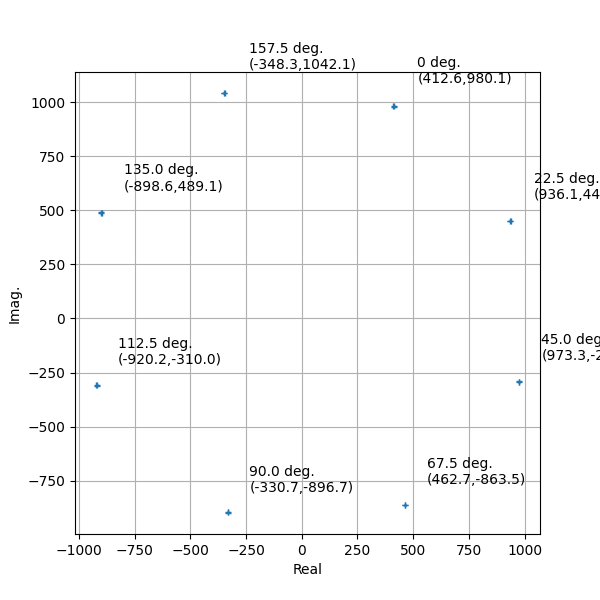 157.5 deg.
(-348.3,1042.1)
0 deg.
(412.6,980.1)
1000
750
500
250
0
−250
−500
−750
135.0 deg.
(-898.6,489.1)
22.5 deg.
(936.1,44
112.5 deg.
(-920.2,-310.0)
45.0 deg
(973.3,-2
90.0 deg.
(-330.7,-896.7)
67.5 deg.
(462.7,-863.5)
Imag.
−1000 −750 −500 −250 0 250 500 750 1000
Real